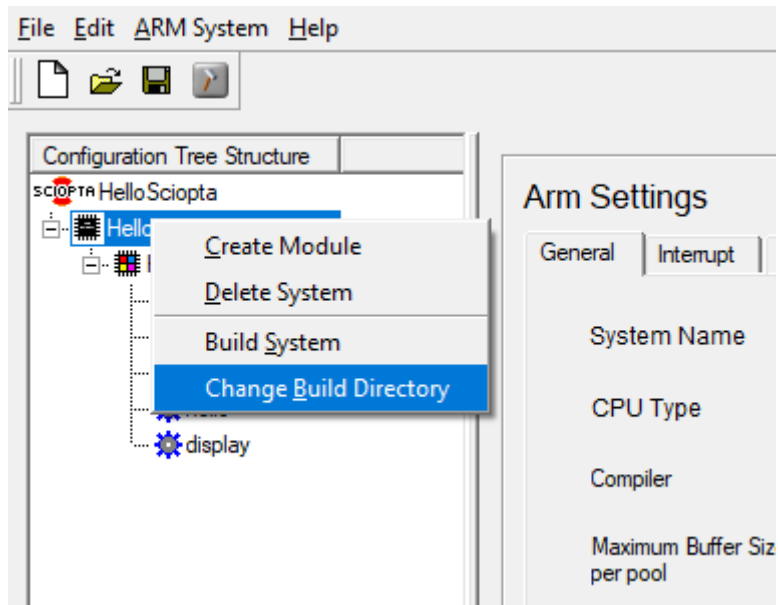 File Edit ARM System Help
Configuration Tree Structure
SCIOPTA HelloSciopta
Hello
Create Module
Delete System
Build System
Change Build Directory
hello
display
Arm Settings
General Interrupt
System Name
CPU Type
Compiler
Maximum Buffer Siz
per pool